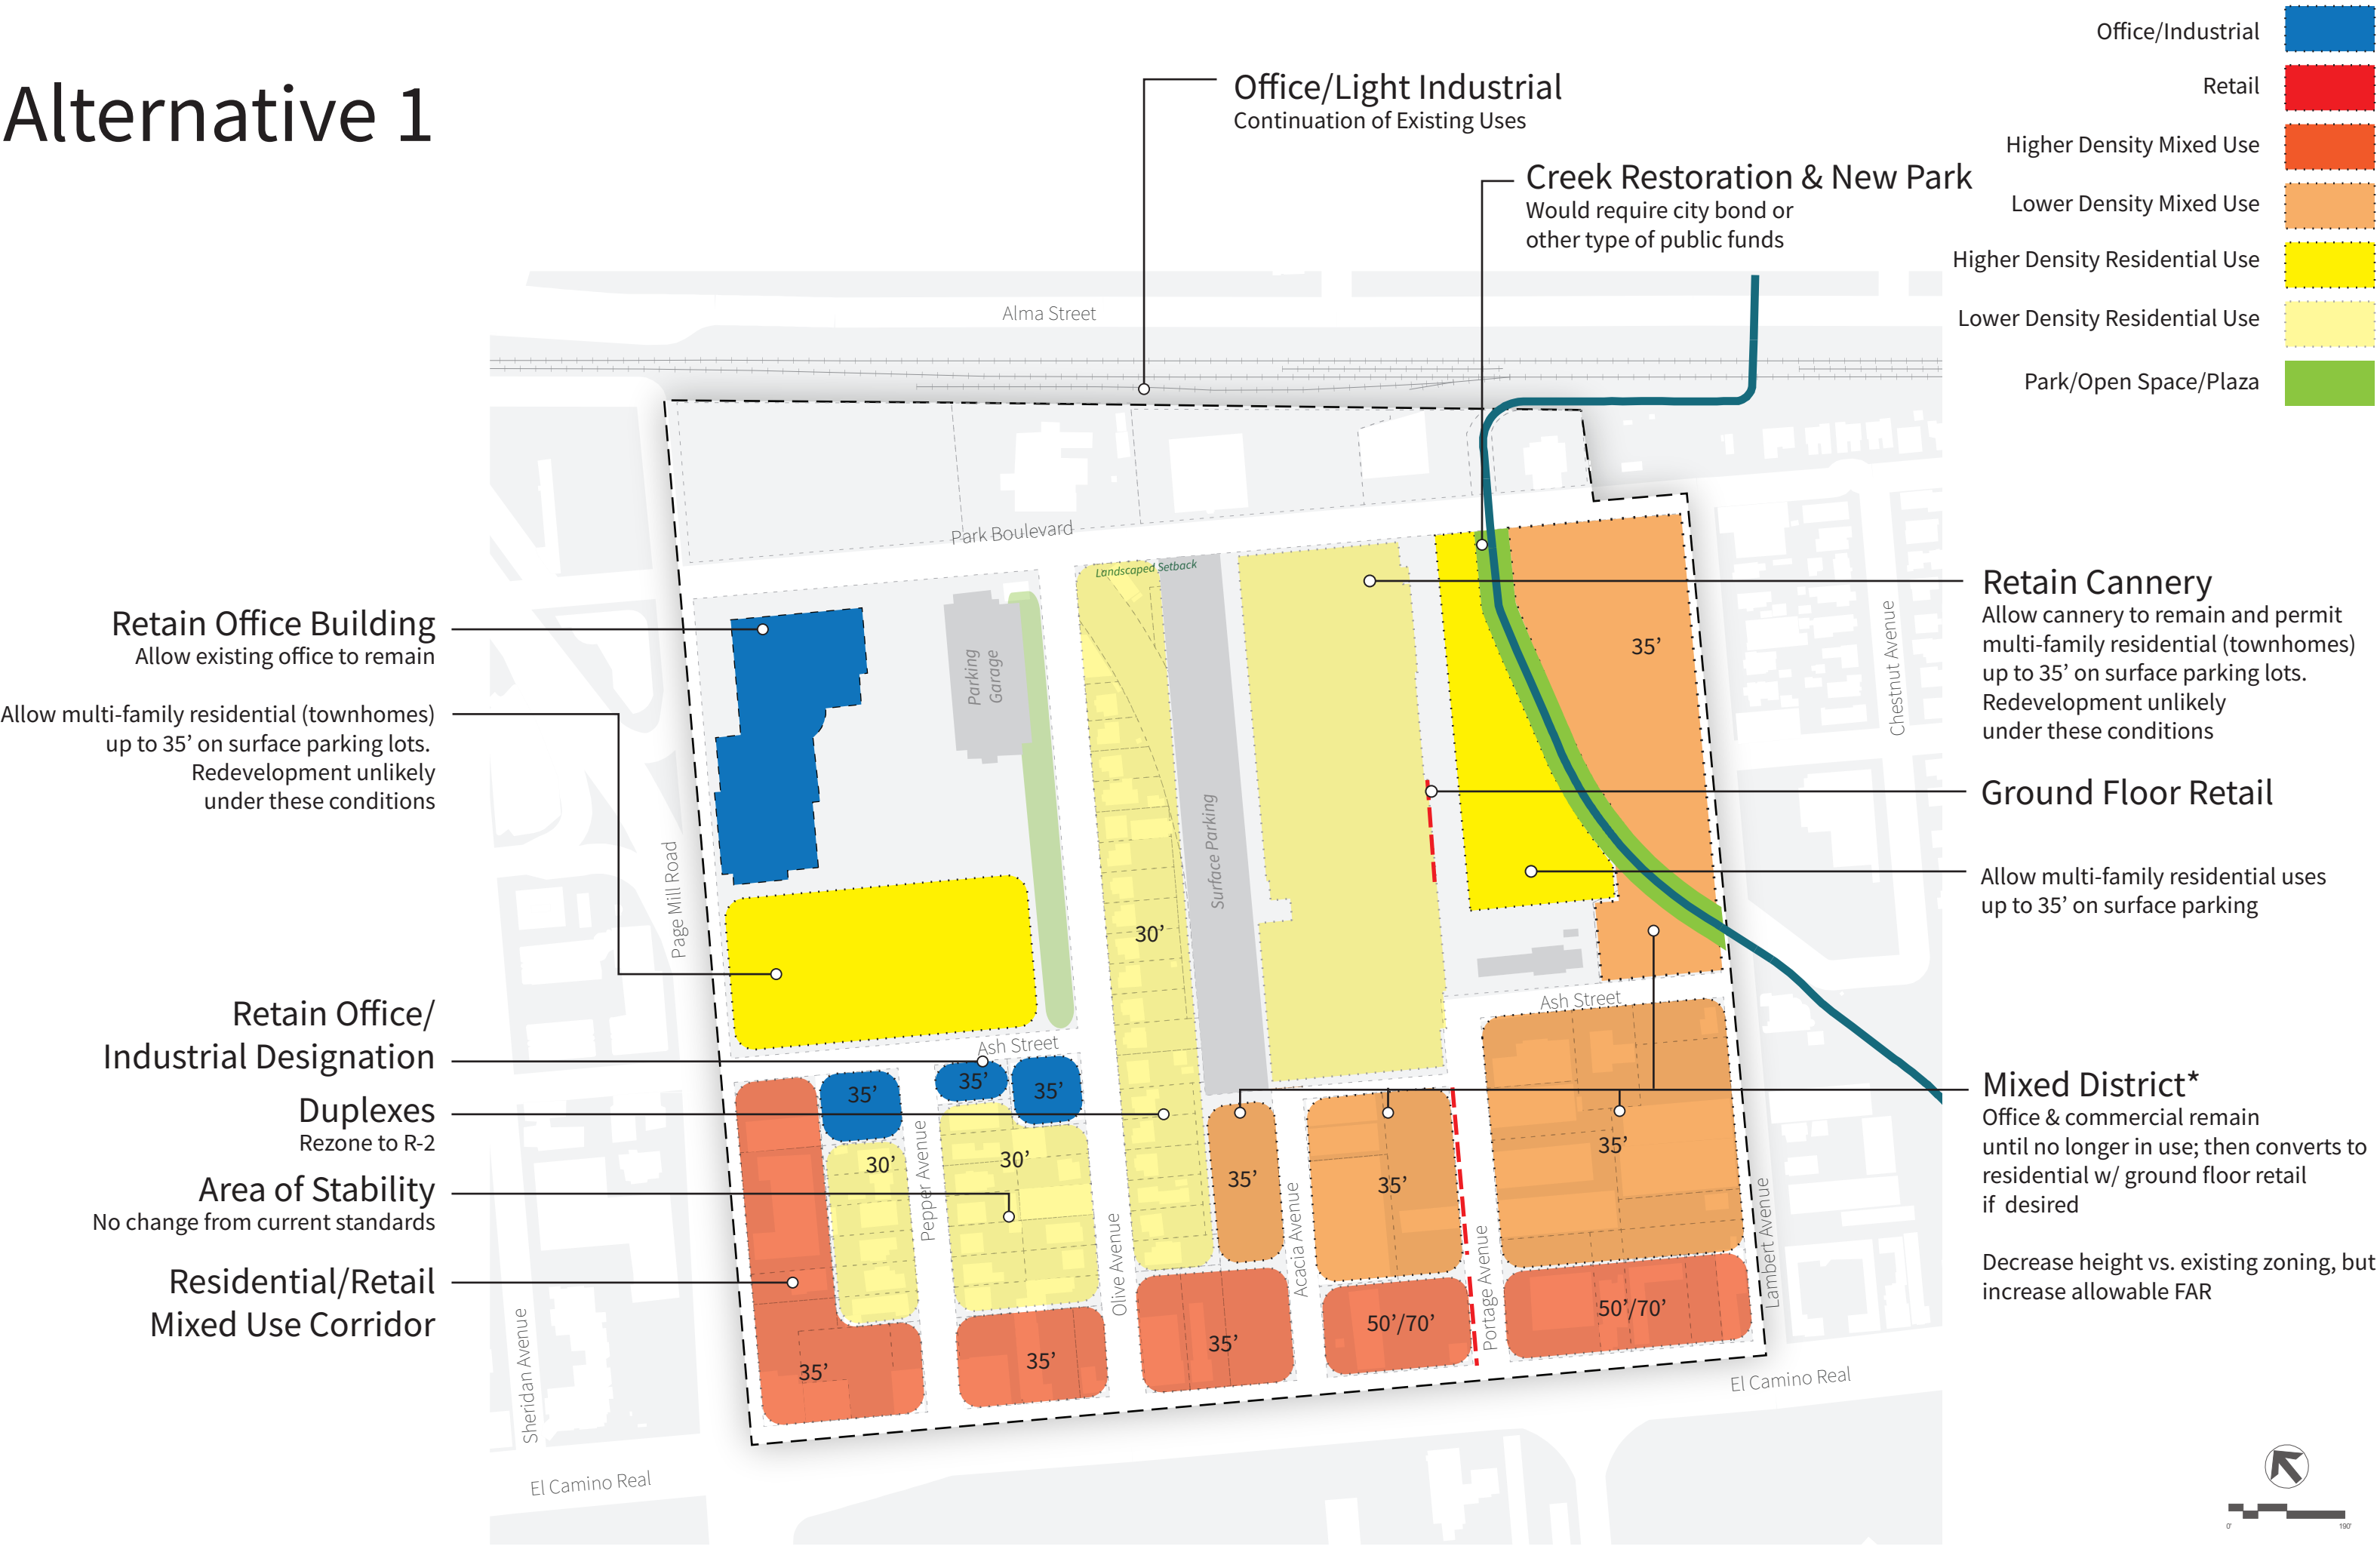 Alternative 1
Office/Industrial
Retail
Higher Density Mixed Use
Lower Density Mixed Use
Higher Density Residential Use
Lower Density Residential Use
Park/Open Space/Plaza
Office/Light Industrial
Continuation of Existing Uses
Creek Restoration & New Park
Would require city bond or
other type of public funds
Alma Street
Park Boulevard
Landscaped Setback
Retain Office Building
Allow existing office to remain
Allow multi-family residential (townhomes)
up to 35’ on surface parking lots.
Redevelopment unlikely
under these conditions
Retain Office/
Industrial Designation
Duplexes
Rezone to R-2
Area of Stability
No change from current standards
Residential/Retail
Mixed Use Corridor
Parking
Garage
Surface Parking
Page Mill Road
Sheridan Avenue
Chestnut Avenue
35’
30’
Ash Street
Ash Street
35’
35’
35’
30’
30’
35’
35’
35’
Pepper Avenue
Olive Avenue
Acacia Avenue
Portage Avenue
Lambert Avenue
35’
35’
35’
50’/70’
50’/70’
El Camino Real
El Camino Real
Retain Cannery
Allow cannery to remain and permit
multi-family residential (townhomes)
up to 35’ on surface parking lots.
Redevelopment unlikely
under these conditions
Ground Floor Retail
Allow multi-family residential uses
up to 35’ on surface parking
Mixed District*
Office & commercial remain
until no longer in use; then converts to
residential w/ ground floor retail
if desired
Decrease height vs. existing zoning, but
increase allowable FAR
0'
190'